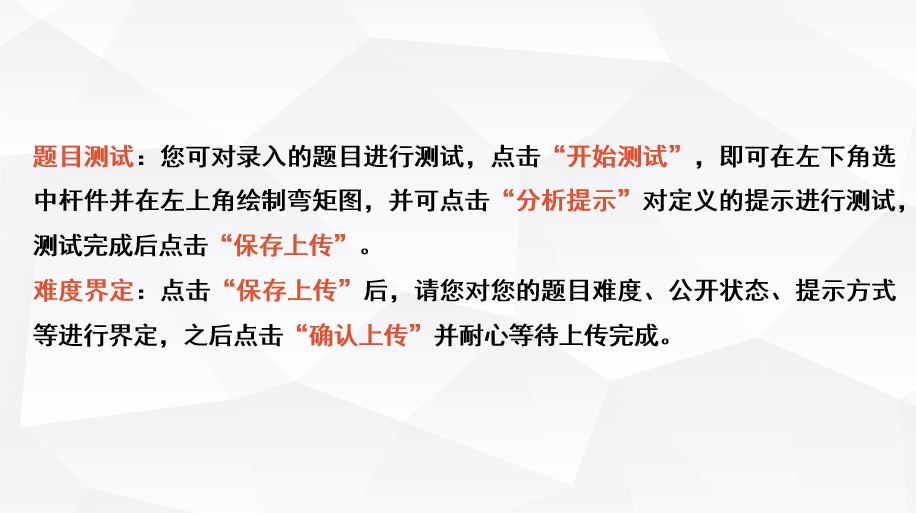 题目测试：您可对录入的题目进行测试，点击“开始测试”，即可在左下角选
中杆件并在左上角绘制弯矩图，并可点击“分析提示”对定义的提示进行测试，
测试完成后点击“保存上传”。
难度界定：点击“保存上传”后，请您对您的题目难度、公开状态、提示方式
等进行界定，之后点击“确认上传”并耐心等待上传完成。